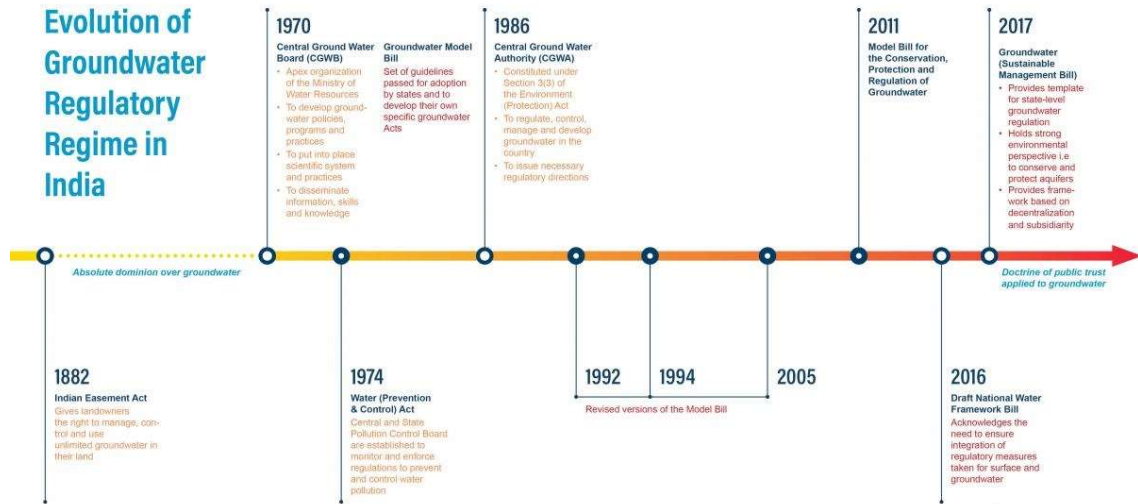 Evolution of
Groundwater
Regulatory
Regime in
India
1970
Central Ground Water
Board (CGWB)
• Apex organization
of the Ministry of
Water Resources
• To develop ground-
water policies,
programs and
practices
• To put into place
scientific system
and practices
• To disseminate
information, skills
and knowledge
Groundwater Model
Bill
Set of guidelines
passed for adoption
by states and to
develop their own
specific groundwater
Acts
1986
Central Ground Water
Authority (CGWA)
• Constituted under
Section 3(3) of
the Environment
(Protection) Act
• To regulate, control,
manage and develop
groundwater in the
country.
• To issue necessary
regulatory directions
2011
Model Bill for
the Conservation,
Protection and
Regulation of
Groundwater
2017
Groundwater
(Sustainable
Management Bill)
• Provides template
for state-level
groundwater
regulation
• Holds strong
environmental
perspective i.e
to conserve and
protect aquifers
• Provides frame-
work based on
decentralization
and subsidiarity
Absolute dominion over groundwater
Doctrine of public trust
applied to groundwater
1882
Indian Easement Act
Gives landowners
the right to manage, con-
trol and use
unlimited groundwater in
their land
1974
Water (Prevention
& Control) Act
Central and State
Pollution Control Board
are established to
monitor and enforce
regulations to prevent
and control water
pollution
1992
1994
2005
Revised versions of the Model Bill
2016
Draft National Water
Framework Bill
Acknowledges the
need to ensure
integration of
regulatory measures
taken for surface and
groundwater